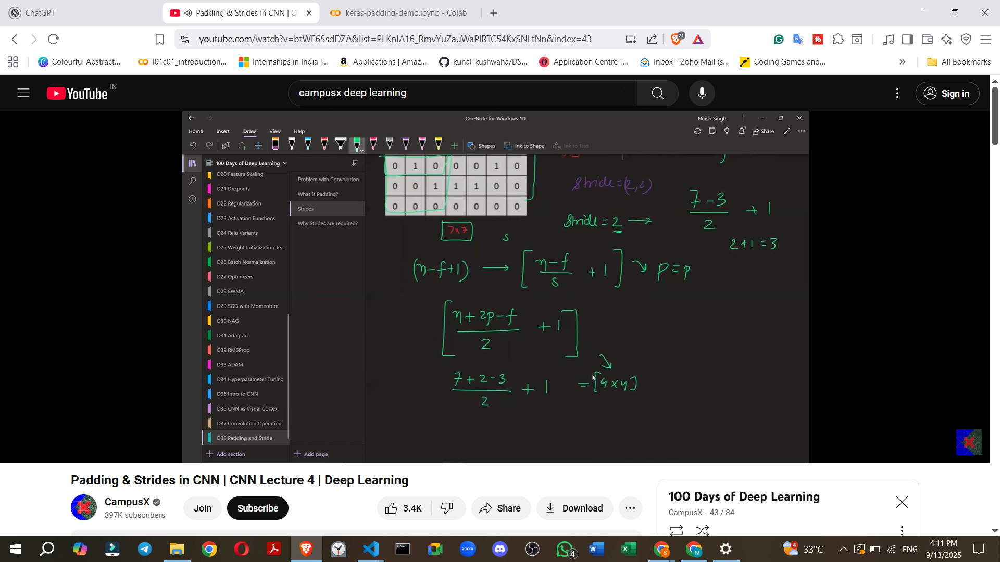 ChatGPT
Padding & Strides in CNN | C
keras-padding-demo.ipynb - Colab
youtube.com/watch?v=btWE6SsdDZA&list=PLKnIA16_RmvYuZauWaPlRTC54KxSNLtNn&index=43
21
Colourful Abstract...
l01c01_introduction...
Internships in India |...
Applications | Amaz...
kunal-kushwaha/DS...
Application Centre -...
Inbox - Zoho Mail (s...
Coding Games and...
All Bookmarks
YouTube IN
campusx deep learning
Sign in
OneNote for Windows 10
Nitish Singh
Home Insert Draw View Help
Share
Shapes Ink to Shape Ink to Text
100 Days of Deep Learning
D20 Feature Scaling
D21 Dropouts
D22 Regularization
D23 Activation Functions
D24 Relu Variants
D25 Weight Initialization Te...
D26 Batch Normalization
D27 Optimizers
D28 EWMA
D29 SGD with Momentum
D30 NAG
D31 Adagrad
D32 RMSProp
D33 ADAM
D34 Hyperparameter Tuning
D35 Intro to CNN
D36 CNN vs Visual Cortex
D37 Convolution Operation
D38 Padding and Stride
Add section
Problem with Convolution
What is Padding?
Strides
Why Strides are required?
Add page
0 1 0 0 0 1 0
0 0 1 1 1 0 0
0 0 0 0 0 0 0
7x7
Stride=(2,2)
Stride = 2 →
7-3
2
+ 1
2+1 =3
s
(n-f+1) → [ n-f
s
+ 1 ] ↘ p=p
[ n+2p-f
2
+1 ]
7+2-3
2
+ 1 = [4x4]
Padding & Strides in CNN | CNN Lecture 4 | Deep Learning
CampusX
397K subscribers
Join
Subscribe
3.4K
Share
Download
100 Days of Deep Learning
CampusX - 43 / 84
zoom
4
4
33°C
ENG
4:11 PM
9/13/2025